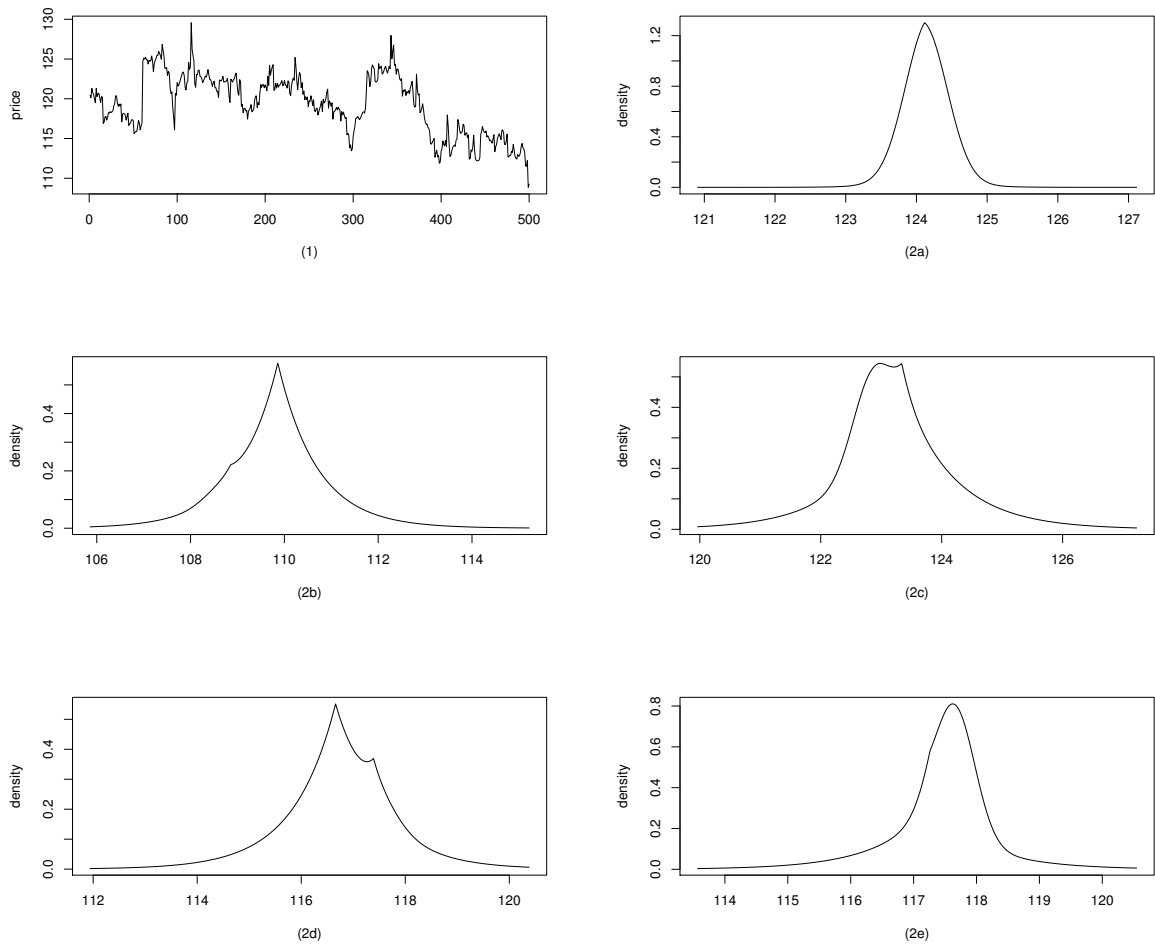 price
110 115 120 125 130
0 100 200 300 400 500
(1)
density
0.0 0.4 0.8 1.2
121 122 123 124 125 126 127
(2a)
density
0.0 0.2 0.4
106 108 110 112 114
(2b)
density
0.0 0.2 0.4
120 122 124 126
(2c)
density
0.0 0.2 0.4
112 114 116 118 120
(2d)
density
0.0 0.2 0.4 0.6 0.8
114 115 116 117 118 119 120
(2e)